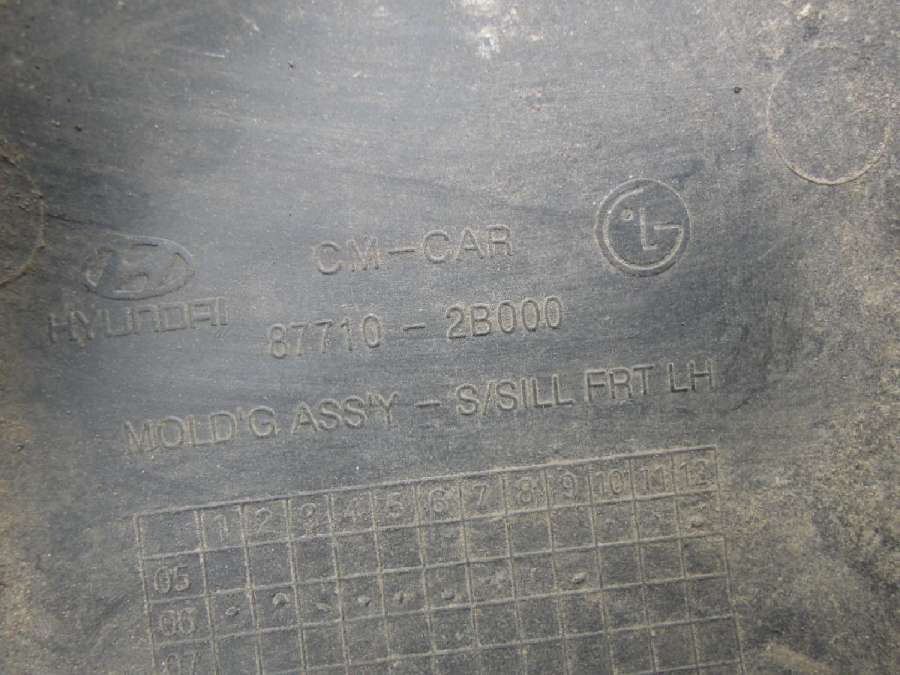 CM-CAR
LG
HYUNDAI
87710 - 2B000
MOLD'G ASS'Y - S/SILL FRT LH
1 2 3 4 5 6 7 8 9 10 11 12
05
06
07